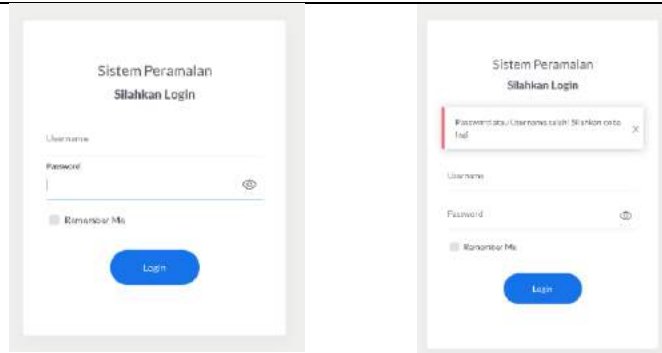 Sistem Peramalan
Silahkan Login
Username
Password
Remember Me
Login
Sistem Peramalan
Silahkan Login
Password atau Username salah! Silahkan coba
lagi
Username
Password
Remember Me
Login